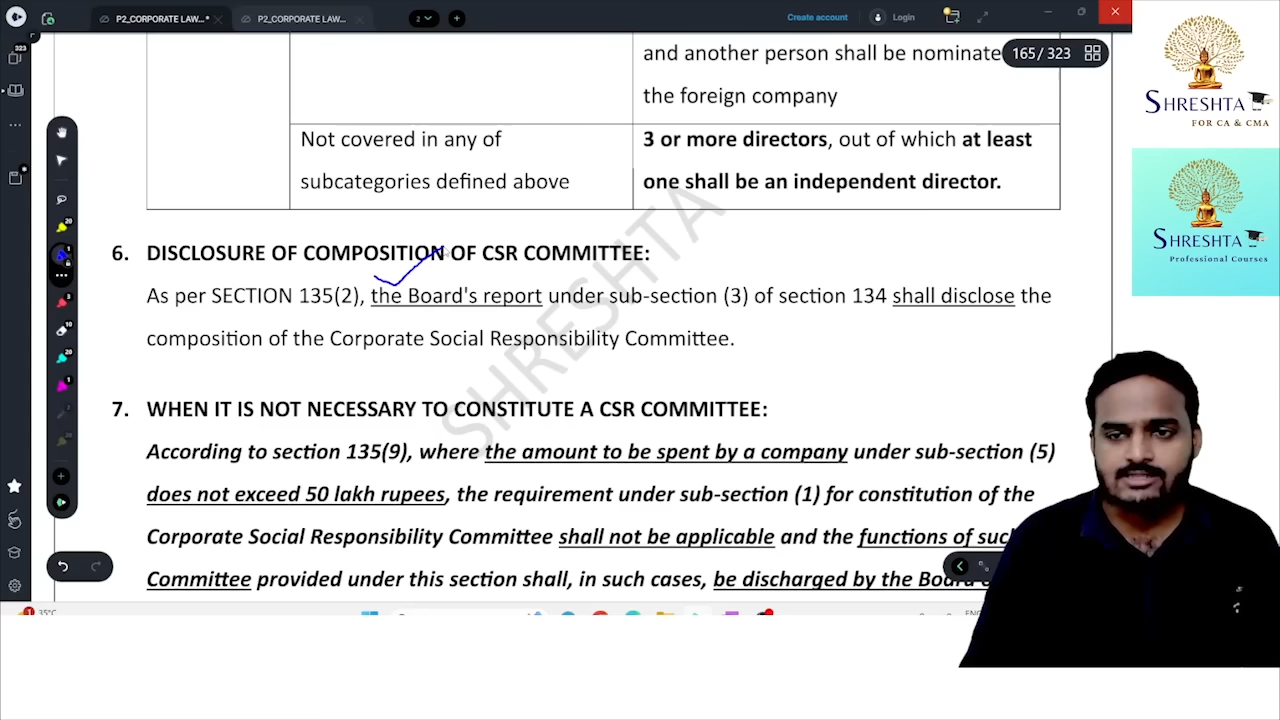 P2_CORPORATE LAW...*
P2_CORPORATE LAW...
2
Create account
Login
323
165/ 323
and another person shall be nominate
the foreign company
Not covered in any of
subcategories defined above
3 or more directors, out of which at least
one shall be an independent director.
6. DISCLOSURE OF COMPOSITION OF CSR COMMITTEE:
As per SECTION 135(2), the Board's report under sub-section (3) of section 134 shall disclose the
composition of the Corporate Social Responsibility Committee.
7. WHEN IT IS NOT NECESSARY TO CONSTITUTE A CSR COMMITTEE:
According to section 135(9), where the amount to be spent by a company under sub-section (5)
does not exceed 50 lakh rupees, the requirement under sub-section (1) for constitution of the
Corporate Social Responsibility Committee shall not be applicable and the functions of suc
Committee provided under this section shall, in such cases, be discharged by the Board
SHRESHTA
35°C
SHRESHTA
FOR CA & CMA
SHRESHTA
Professional Courses